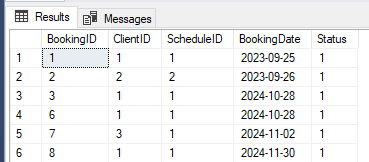 Results Messages
BookingID ClientID ScheduleID BookingDate Status
1 1 1 1 2023-09-25 1
2 2 2 2 2023-09-26 1
3 3 1 1 2024-10-28 1
4 6 1 1 2024-10-28 1
5 7 3 1 2024-11-02 1
6 8 1 1 2024-11-30 1